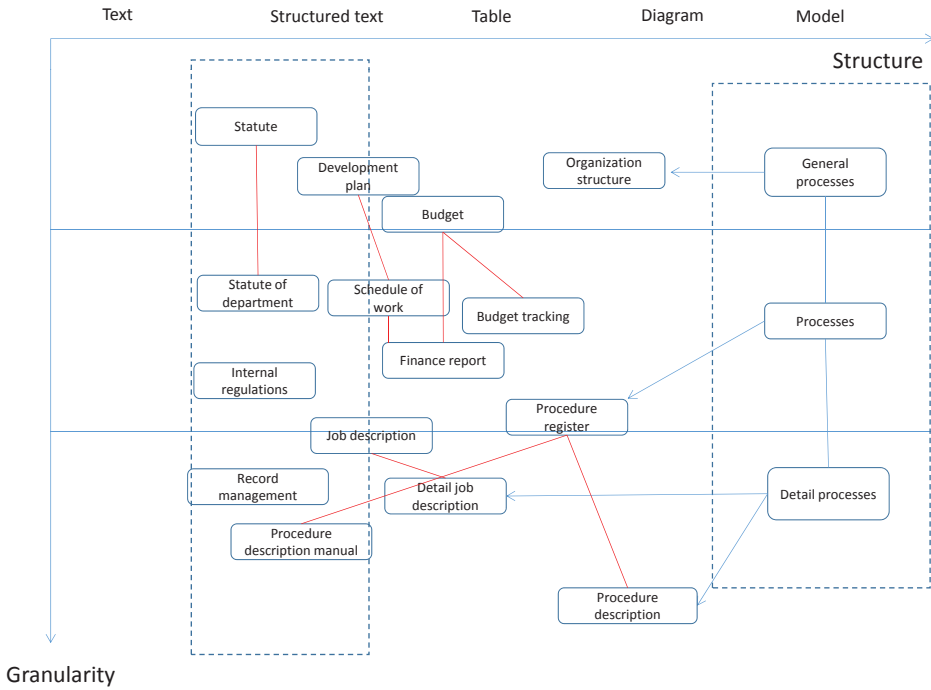 Text
Structured text
Table
Diagram
Model
Structure
Statute
Development
plan
Organization
structure
General
processes
Budget
Statute of
department
Schedule of
work
Budget tracking
Processes
Finance report
Internal
regulations
Procedure
register
Job description
Record
management
Detail job
description
Detail processes
Procedure
description manual
Procedure
description
Granularity